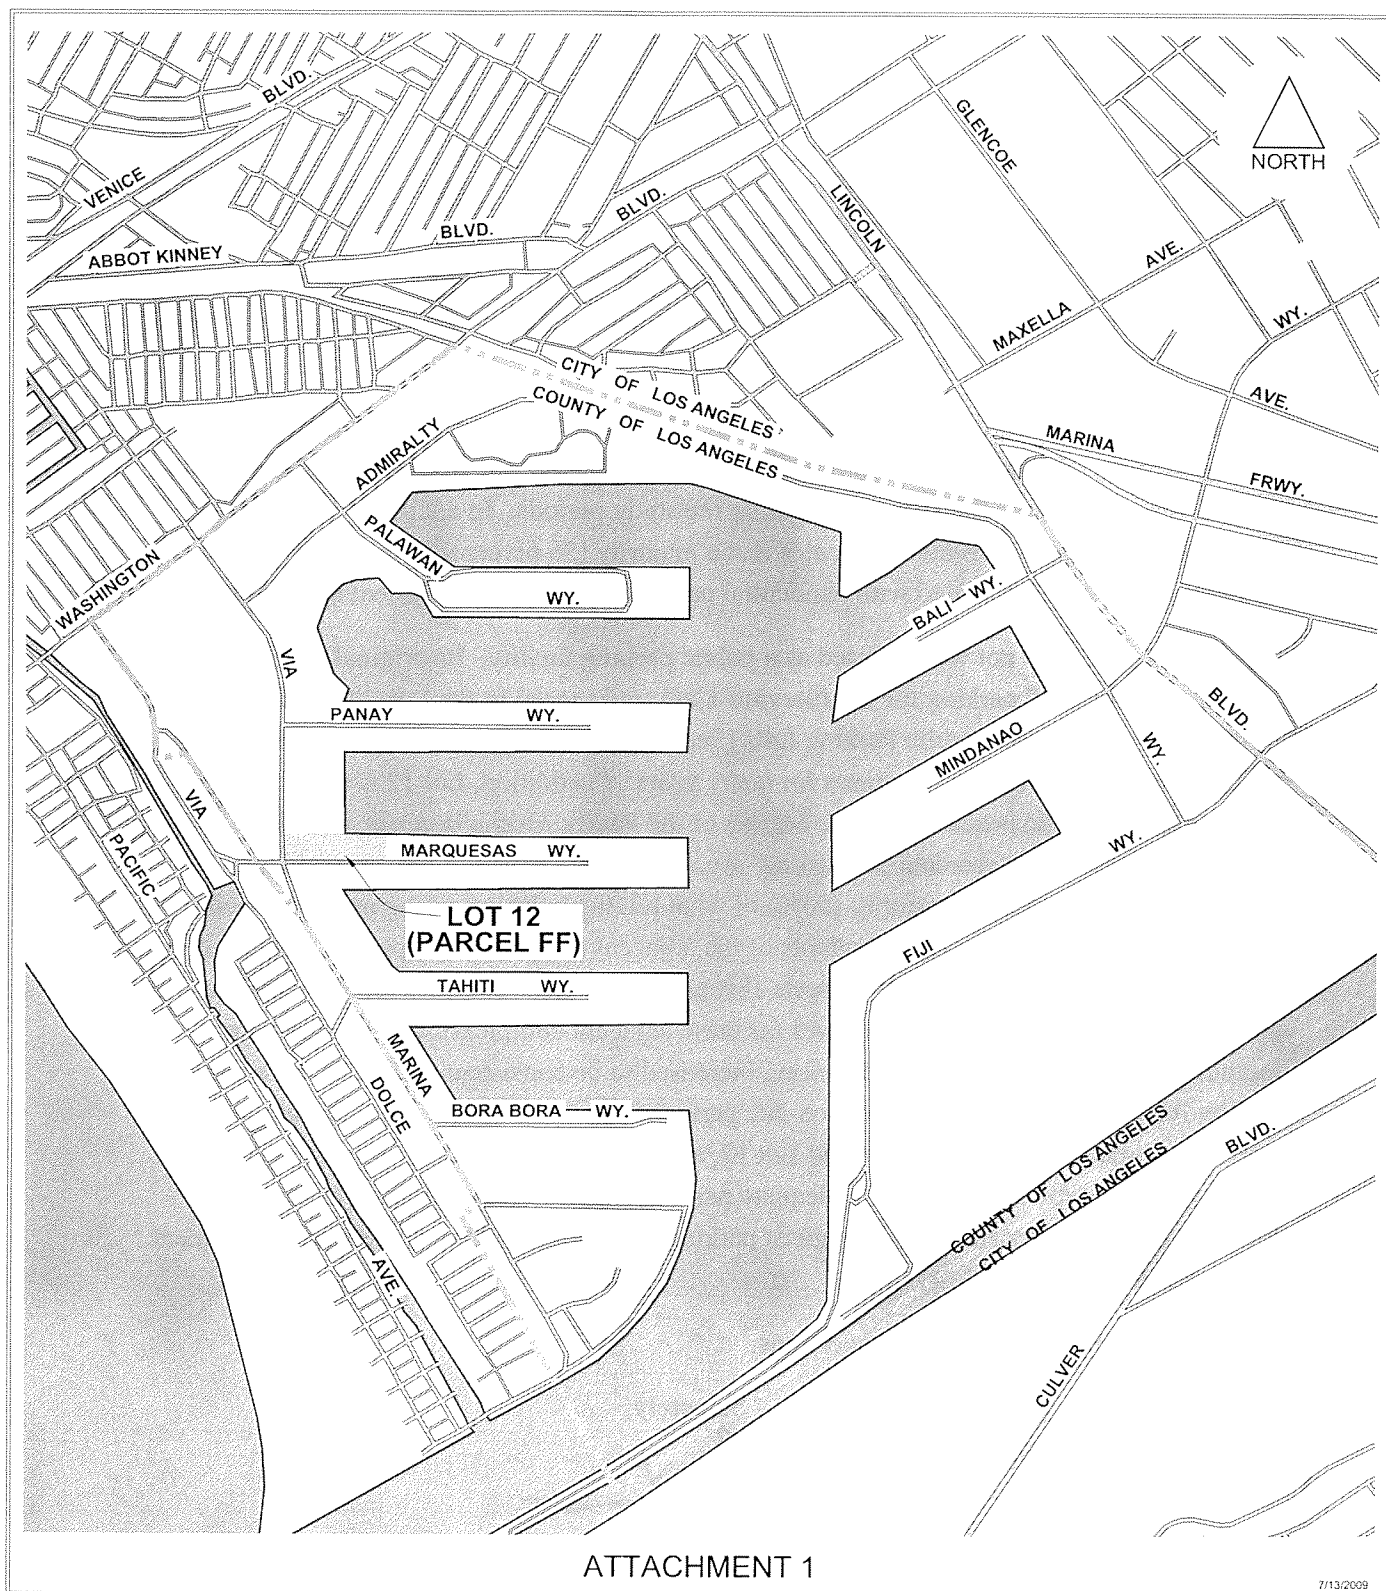 BLVD.
GLENCOE
NORTH
VENICE
LINCOLN
BLVD.
BLVD.
ABBOT KINNEY
AVE.
MAXELLA
WY.
CITY OF LOS ANGELES
COUNTY OF LOS ANGELES
AVE.
ADMIRALTY
MARINA
FRWY.
PALAWAN
WY.
WASHINGTON
BALI WY.
VIA
PANAY WY.
BLVD.
MINDANAO
WY.
VIA
PACIFIC
MARQUESAS WY.
WY.
LOT 12
(PARCEL FF)
FIJI
TAHITI WY.
MARINA
DOLCE
BORA BORA WY.
COUNTY OF LOS ANGELES
CITY OF LOS ANGELES
BLVD.
AVE.
CULVER
ATTACHMENT 1
7/13/2009